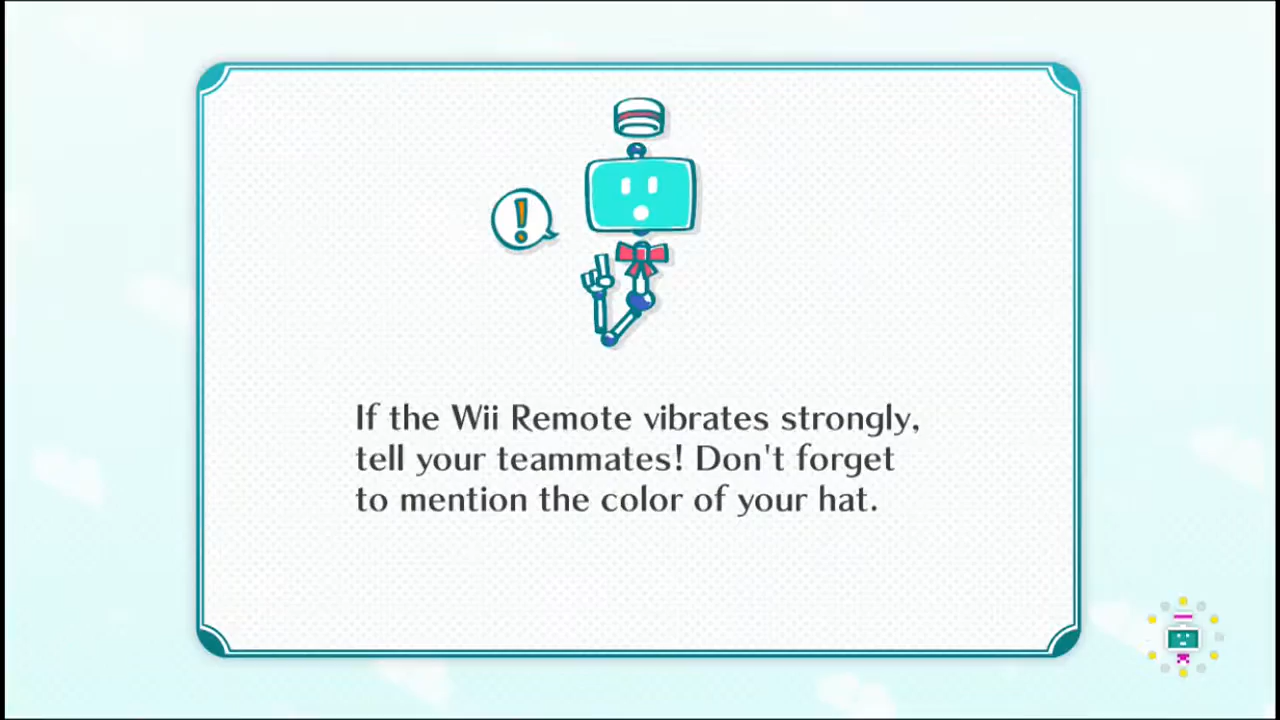 !
If the Wii Remote vibrates strongly,
tell your teammates! Don't forget
to mention the color of your hat.